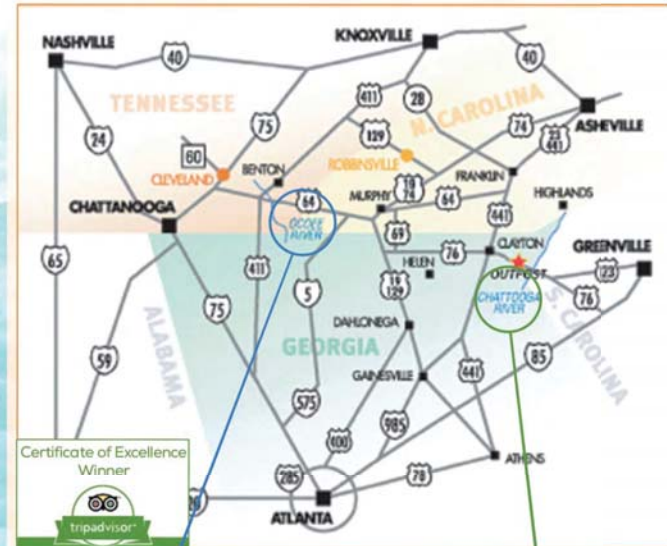 NASHVILLE
KNOXVILLE
40
40
TENNESSEE
411
28
N. CAROLINA
24
75
129
74
23
441
ASHEVILLE
60
BENTON
ROBBINSVILLE
CLEVELAND
19
74
FRANKLIN
64
MURPHY
64
HIGHLANDS
CHATTANOOGA
OCOEE
RIVER
69
441
CLAYTON
65
411
76
GREENVILLE
HELEN
OUTPOST
123
5
19
129
CHATTOOGA
RIVER
76
75
S. CAROLINA
ALABAMA
DAHLONEGA
59
GEORGIA
85
GAINESVILLE
441
575
985
400
Certificate of Excellence
Winner
ATHENS
285
78
tripadvisor
20
ATLANTA